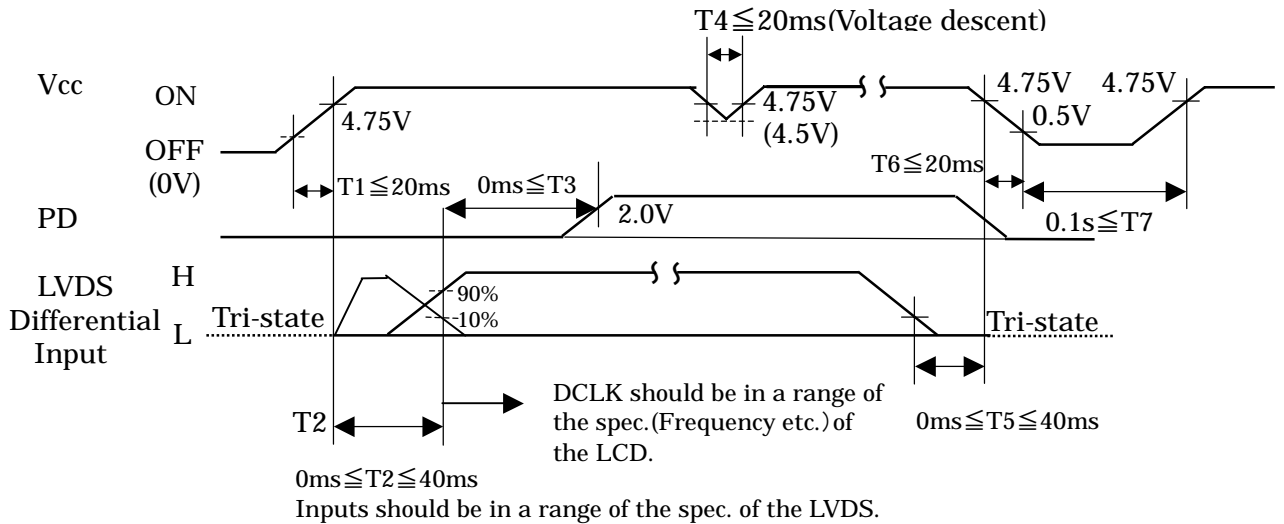 T4≦20ms(Voltage descent)
Vcc
ON
4.75V
OFF
(0V)
4.75V
(4.5V)
4.75V
4.75V
0.5V
T1≦20ms
0ms≦T3
T6≦20ms
PD
2.0V
0.1s≦T7
LVDS
Differential
Input
H
L
90%
10%
Tri-state
Tri-state
T2
DCLK should be in a range of
the spec.(Frequency etc.)of
the LCD.
0ms≦T5≦40ms
0ms≦T2≦40ms
Inputs should be in a range of the spec. of the LVDS.